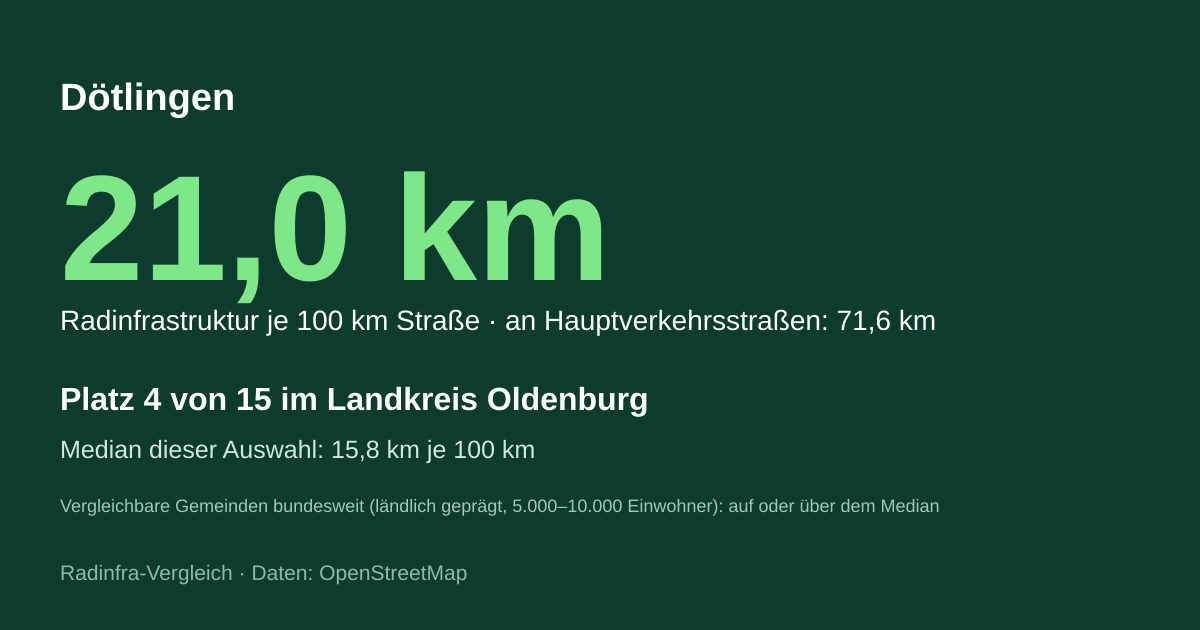 Dötlingen
21,0 km
Radinfrastruktur je 100 km Straße · an Hauptverkehrsstraßen: 71,6 km
Platz 4 von 15 im Landkreis Oldenburg
Median dieser Auswahl: 15,8 km je 100 km
Vergleichbare Gemeinden bundesweit (ländlich geprägt, 5.000–10.000 Einwohner): auf oder über dem Median
Radinfra-Vergleich · Daten: OpenStreetMap